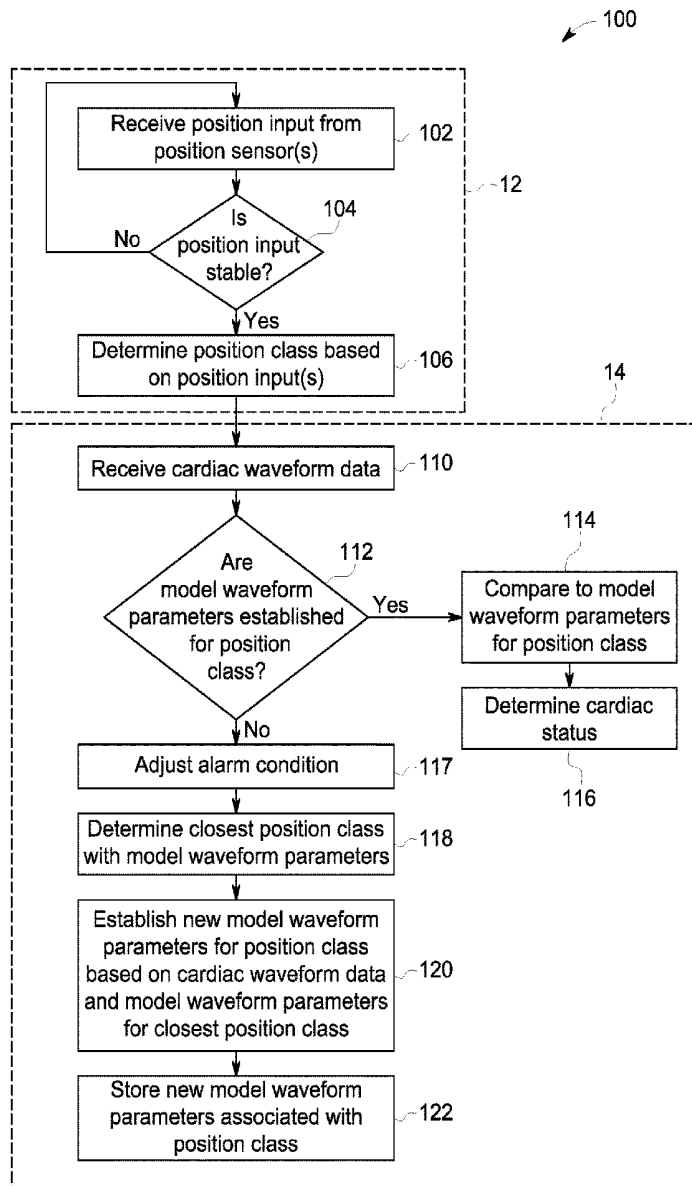 100
Receive position input from
position sensor(s)
102
12
Is
position input
stable?
104
No
Yes
Determine position class based
on position input(s)
106
14
Receive cardiac waveform data
110
Are
model waveform
parameters established
for position
class?
112
Yes
114
Compare to model
waveform parameters
for position class
Determine cardiac
status
116
No
Adjust alarm condition
117
Determine closest position class
with model waveform parameters
118
Establish new model waveform
parameters for position class
based on cardiac waveform data
and model waveform parameters
for closest position class
120
Store new model waveform
parameters associated with
position class
122